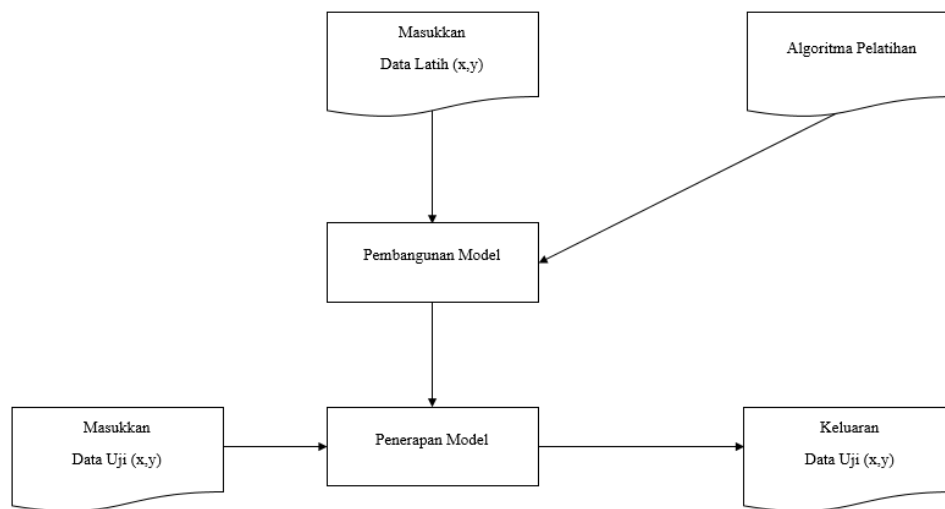 Masukkan
Data Latih (x,y)
Algoritma Pelatihan
Pembangunan Model
Masukkan
Data Uji (x,y)
Penerapan Model
Keluaran
Data Uji (x,y)